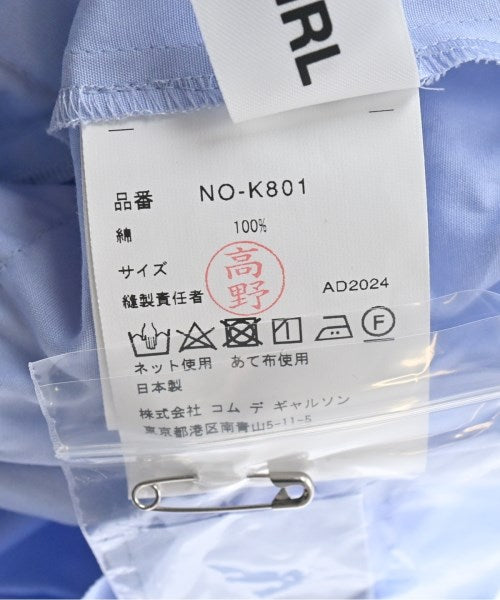 IRL
品番 NO-K801
綿 100%
サイズ
高野
縫製責任者 AD2024
F
ネット使用 あて布使用
日本製
株式会社 コム デ ギャルソン
東京都港区南青山5-11-5